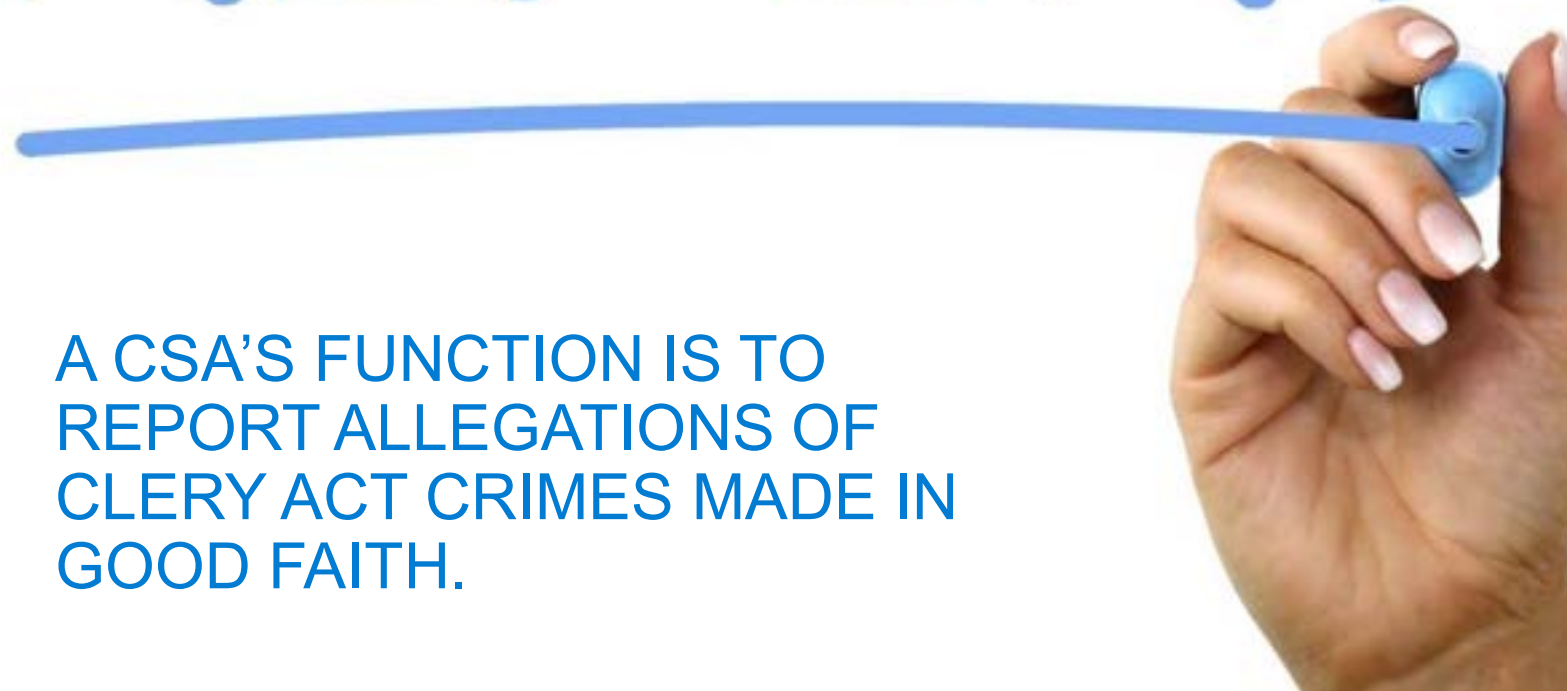 A CSA’S FUNCTION IS TO
REPORT ALLEGATIONS OF
CLERY ACT CRIMES MADE IN
GOOD FAITH.